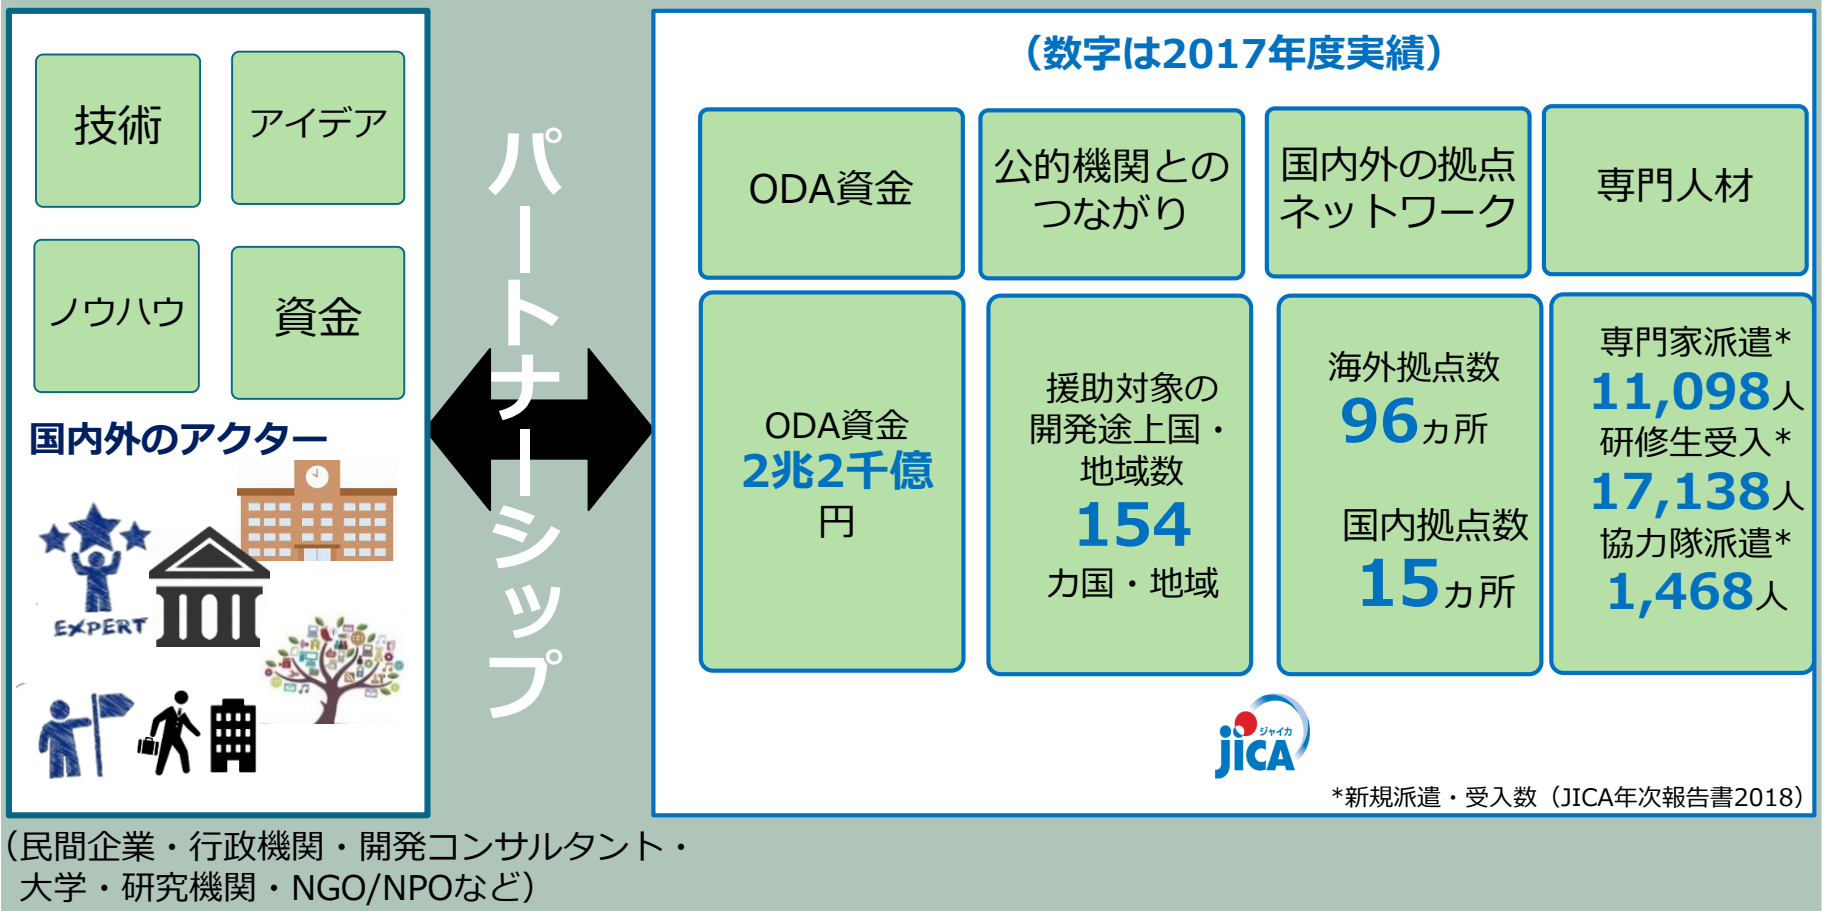 技術
アイデア
ノウハウ
資金
国内外のアクター
EXPERT
(民間企業・行政機関・開発コンサルタント・
大学・研究機関・NGO/NPOなど)
パートナーシップ
(数字は2017年度実績)
ODA資金
公的機関との
つながり
国内外の拠点
ネットワーク
専門人材
ODA資金
2兆2千億
円
援助対象の
開発途上国・
地域数
154
カ国・地域
海外拠点数
96ヵ所
国内拠点数
15ヵ所
専門家派遣*
11,098人
研修生受入*
17,138人
協力隊派遣*
1,468人
ジャイカ
JICA
*新規派遣・受入数(JICA年次報告書2018)